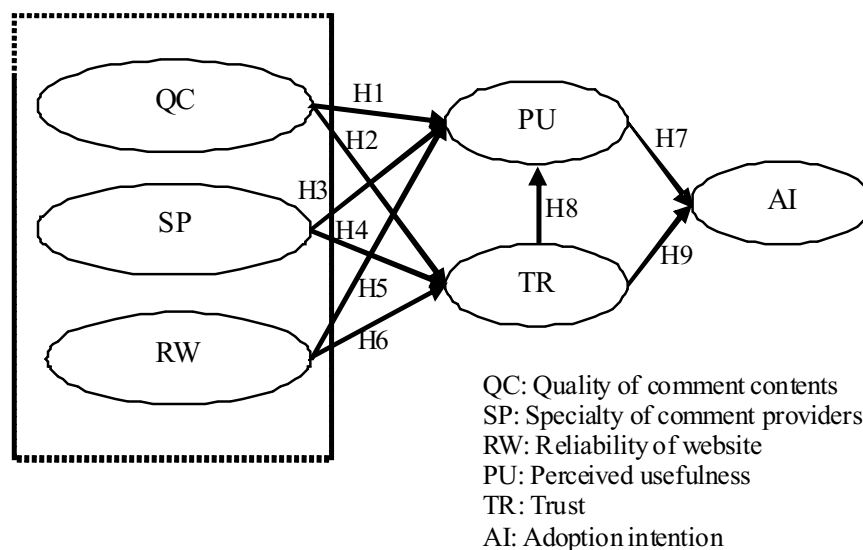 QC
H1
PU
H2
H7
H3
SP
H4
H8
AI
TR
H9
H5
RW
H6
QC: Quality of comment contents
SP: Specialty of comment providers
RW: Reliability of website
PU: Perceived usefulness
TR: Trust
AI: Adoption intention